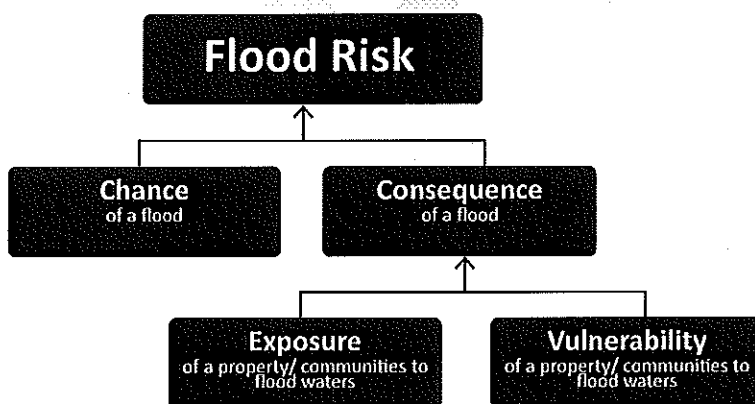 Flood Risk
Chance
of a flood
Consequence
of a flood
Exposure
of a property/ communities to
flood waters
Vulnerability
of a property/ communities to
flood waters